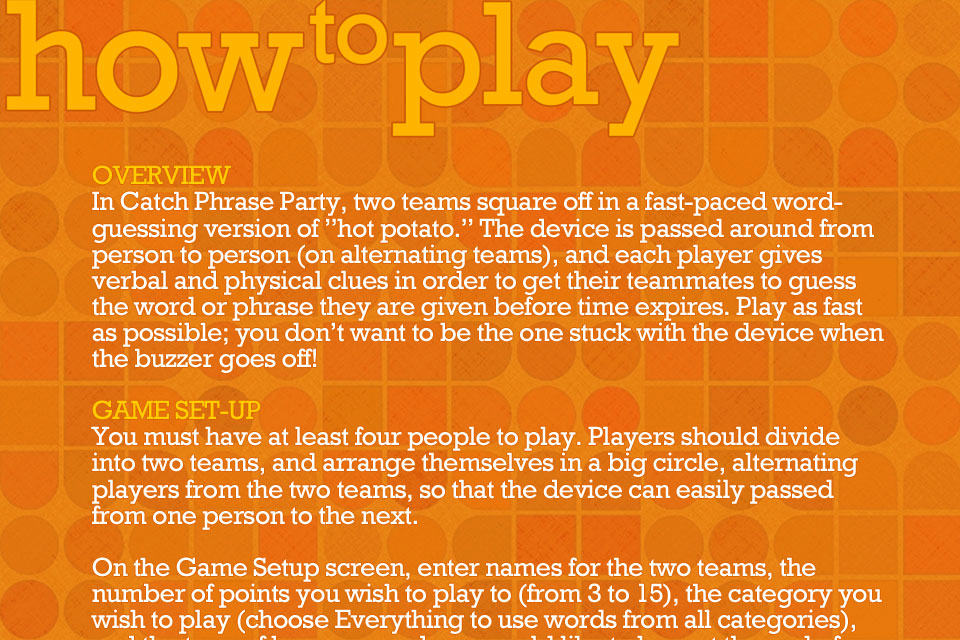 how to play
OVERVIEW
In Catch Phrase Party, two teams square off in a fast-paced word-
guessing version of ”hot potato.” The device is passed around from
person to person (on alternating teams), and each player gives
verbal and physical clues in order to get their teammates to guess
the word or phrase they are given before time expires. Play as fast
as possible; you don’t want to be the one stuck with the device when
the buzzer goes off!
GAME SET-UP
You must have at least four people to play. Players should divide
into two teams, and arrange themselves in a big circle, alternating
players from the two teams, so that the device can easily passed
from one person to the next.
On the Game Setup screen, enter names for the two teams, the
number of points you wish to play to (from 3 to 15), the category you
wish to play (choose Everything to use words from all categories),